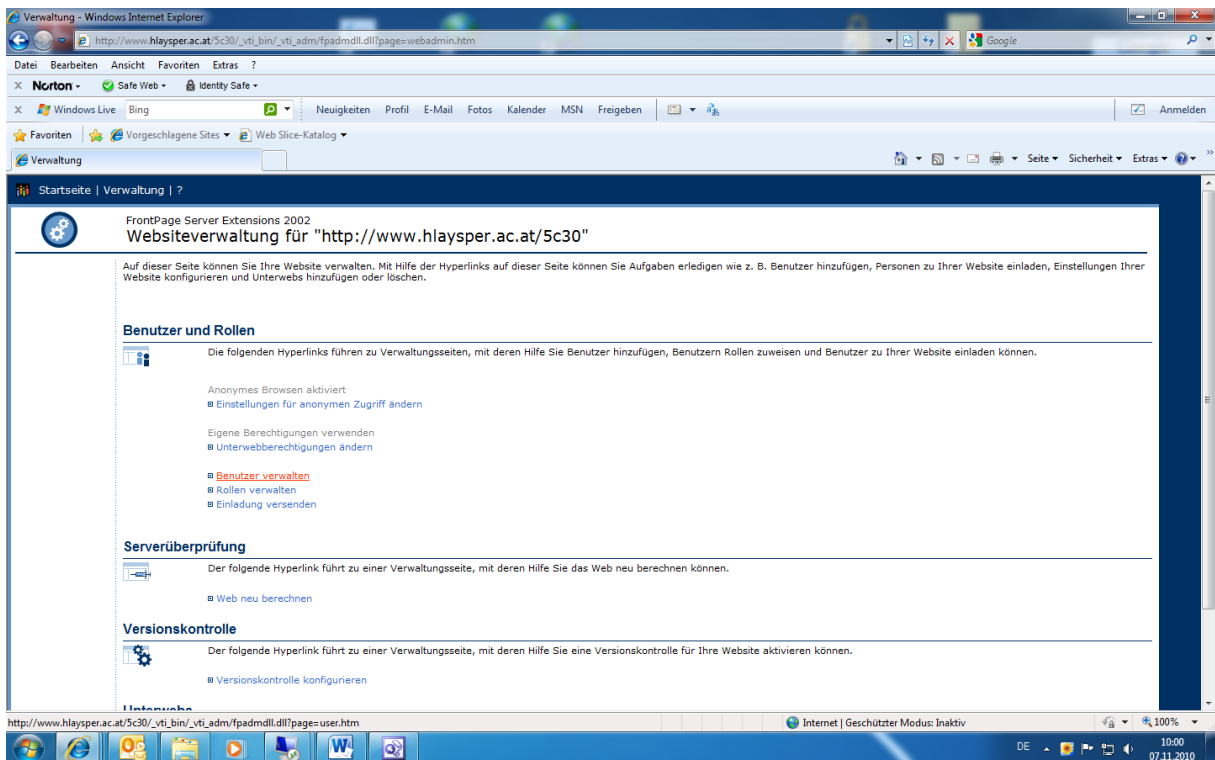 Verwaltung - Windows Internet Explorer
http://www.hlaysper.ac.at/5c30/_vti_bin/_vti_adm/fpadmdll.dll?page=webadmin.htm
Google
Datei Bearbeiten Ansicht Favoriten Extras ?
x Norton - Safe Web - Identity Safe -
x Windows Live Bing Neuigkeiten Profil E-Mail Fotos Kalender MSN Freigeben Anmelden
Favoriten Vorgeschlagene Sites Web Slice-Katalog
Verwaltung Seite Sicherheit Extras
Startseite | Verwaltung | ?
FrontPage Server Extensions 2002
Websiteverwaltung für "http://www.hlaysper.ac.at/5c30"
Auf dieser Seite können Sie Ihre Website verwalten. Mit Hilfe der Hyperlinks auf dieser Seite können Sie Aufgaben erledigen wie z. B. Benutzer hinzufügen, Personen zu Ihrer Website einladen, Einstellungen Ihrer
Website konfigurieren und Unterwebs hinzufügen oder löschen.
Benutzer und Rollen
Die folgenden Hyperlinks führen zu Verwaltungsseiten, mit deren Hilfe Sie Benutzer hinzufügen, Benutzern Rollen zuweisen und Benutzer zu Ihrer Website einladen können.
Anonymes Browsen aktiviert
Einstellungen für anonymen Zugriff ändern
Eigene Berechtigungen verwenden
Unterwebberechtigungen ändern
Benutzer verwalten
Rollen verwalten
Einladung versenden
Serverüberprüfung
Der folgende Hyperlink führt zu einer Verwaltungsseite, mit deren Hilfe Sie das Web neu berechnen können.
Web neu berechnen
Versionskontrolle
Der folgende Hyperlink führt zu einer Verwaltungsseite, mit deren Hilfe Sie eine Versionskontrolle für Ihre Website aktivieren können.
Versionskontrolle konfigurieren
Unterwebs
http://www.hlaysper.ac.at/5c30/_vti_bin/_vti_adm/fpadmdll.dll?page=user.htm
Internet | Geschützter Modus: Inaktiv
100%
DE
10:00
07.11.2010